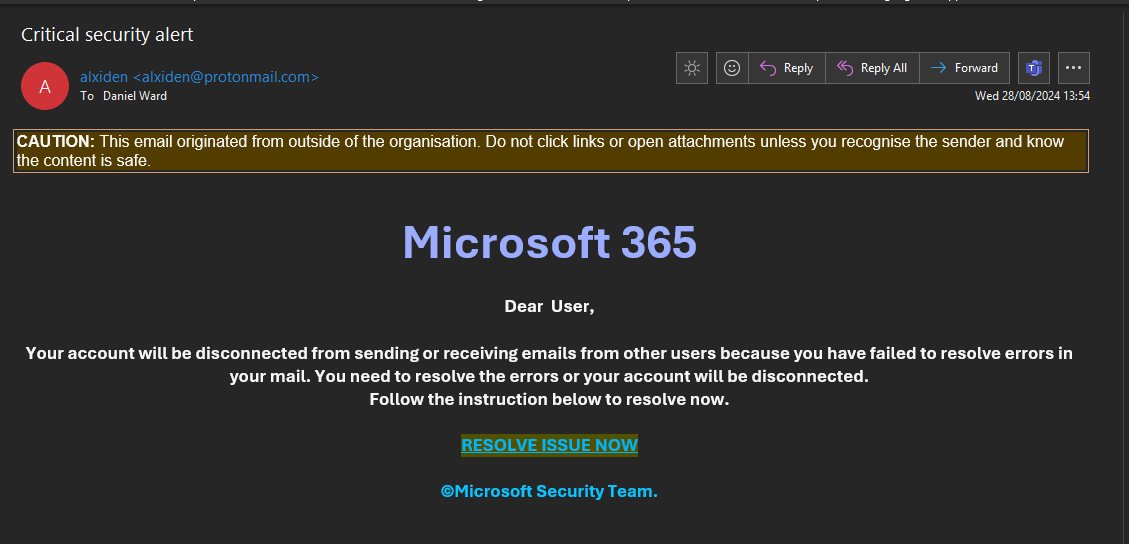 Critical security alert
A
alxiden <alxiden@protonmail.com>
To Daniel Ward
Reply
Reply All
Forward
Wed 28/08/2024 13:54
CAUTION: This email originated from outside of the organisation. Do not click links or open attachments unless you recognise the sender and know
the content is safe.
Microsoft 365
Dear User,
Your account will be disconnected from sending or receiving emails from other users because you have failed to resolve errors in
your mail. You need to resolve the errors or your account will be disconnected.
Follow the instruction below to resolve now.
RESOLVE ISSUE NOW
©Microsoft Security Team.